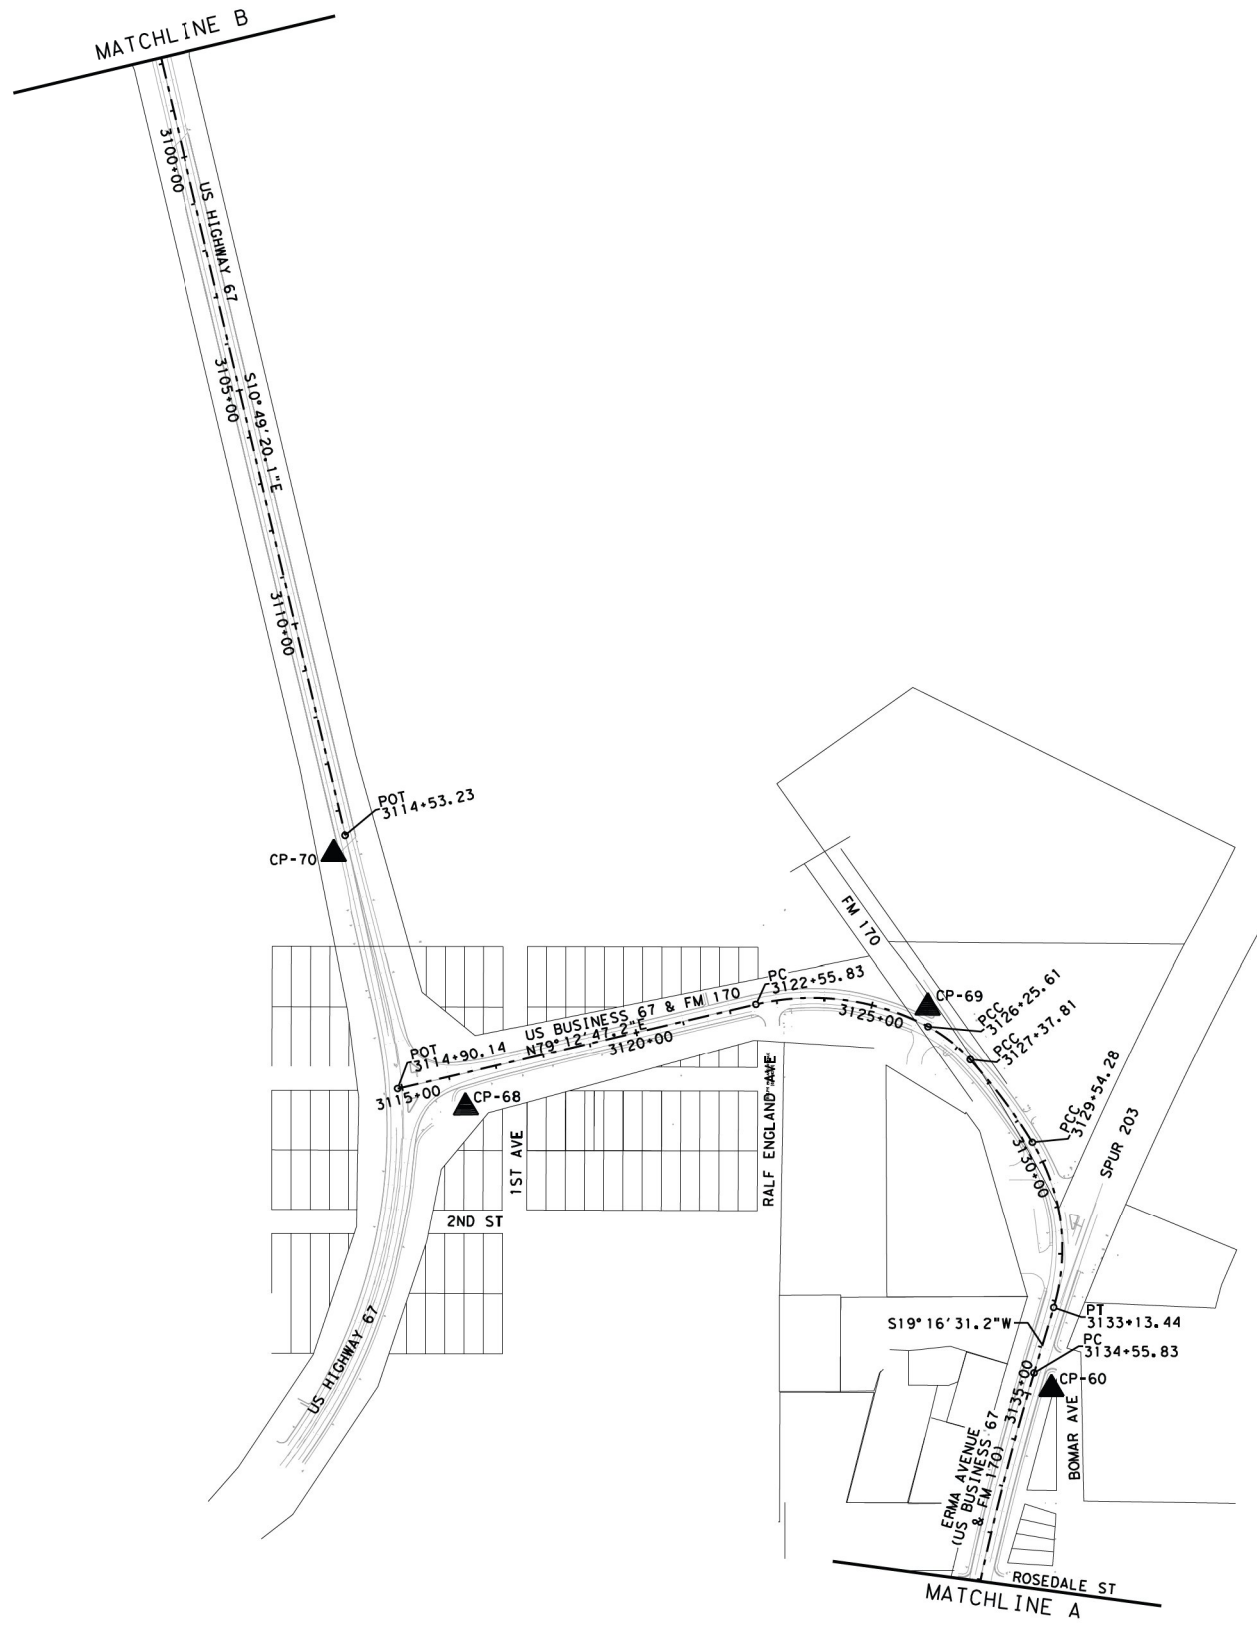 MATCHLINE B
3100+00
US HIGHWAY 67
3105+00
S10°49'20.1"E
3110+00
POT
3114+53.23
CP-70
FM 170
PC
3122+55.83
CP-69
PCC
3126+25.61
PCC
3127+37.81
US BUSINESS 67 & FM 170
N79°12'47.2"E
3120+00
3125+00
POT
3114+90.14
3115+00
CP-68
PCC
3129+54.28
3130+00
SPUR 203
1ST AVE
RALF ENGLAND AVE
2ND ST
US HIGHWAY 67
S19°16'31.2"W
PT
3133+13.44
PC
3134+55.83
3135+00
CP-60
BOMAR AVE
ERMA AVENUE
(US BUSINESS 67
& FM 170)
ROSEDALE ST
MATCHLINE A